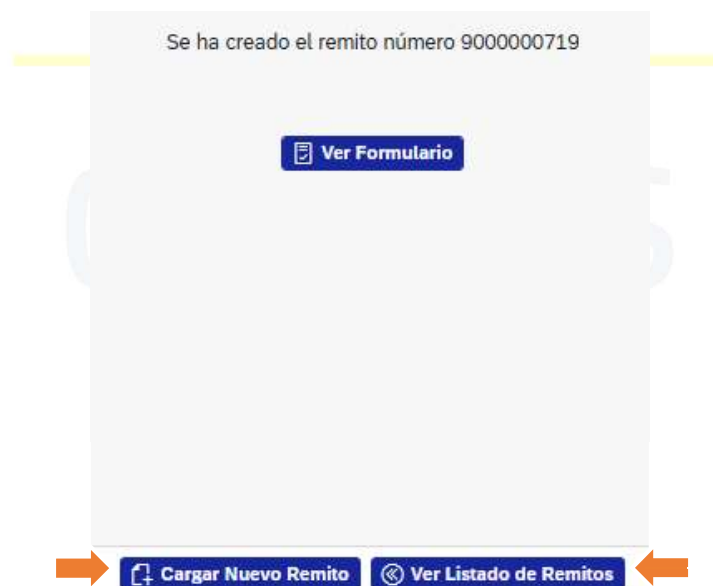 Se ha creado el remito número 9000000719
Ver Formulario
Cargar Nuevo Remito
Ver Listado de Remitos